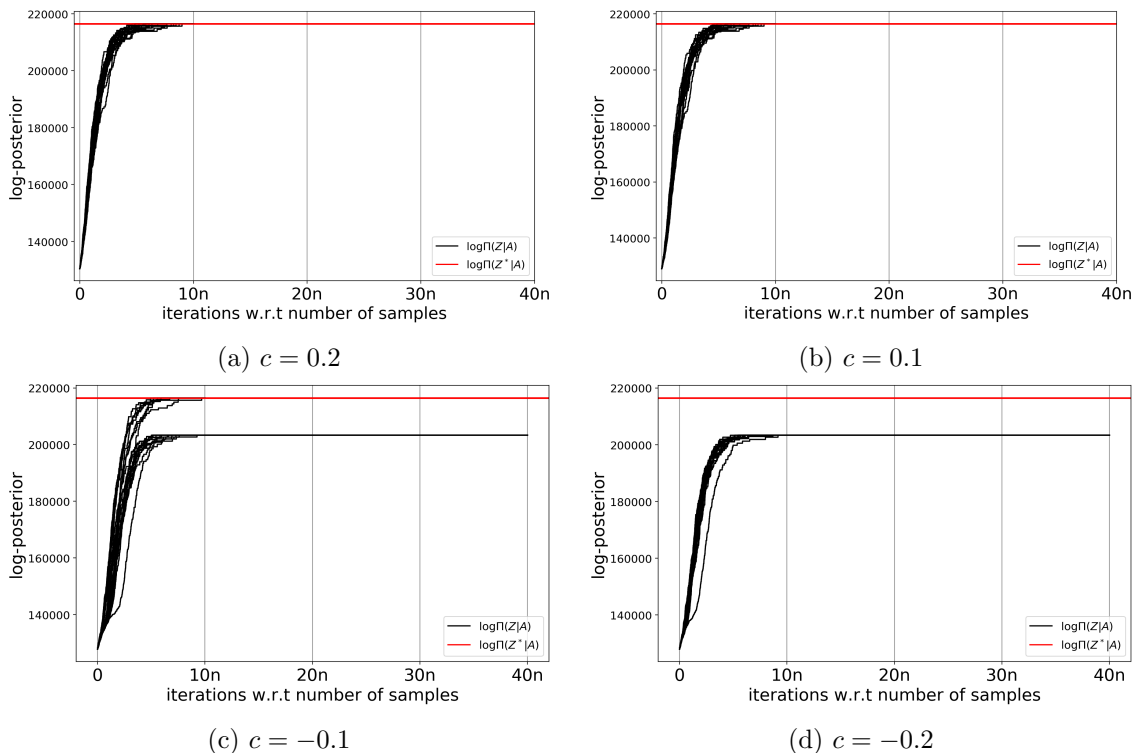 220000
200000
180000
160000
140000
log-posterior
logΠ(Z|A)
logΠ(Z*|A)
0 10n 20n 30n 40n
iterations w.r.t number of samples
(a) c = 0.2
220000
200000
180000
160000
140000
log-posterior
logΠ(Z|A)
logΠ(Z*|A)
0 10n 20n 30n 40n
iterations w.r.t number of samples
(b) c = 0.1
220000
200000
180000
160000
140000
log-posterior
logΠ(Z|A)
logΠ(Z*|A)
0 10n 20n 30n 40n
iterations w.r.t number of samples
(c) c = −0.1
220000
200000
180000
160000
140000
log-posterior
logΠ(Z|A)
logΠ(Z*|A)
0 10n 20n 30n 40n
iterations w.r.t number of samples
(d) c = −0.2